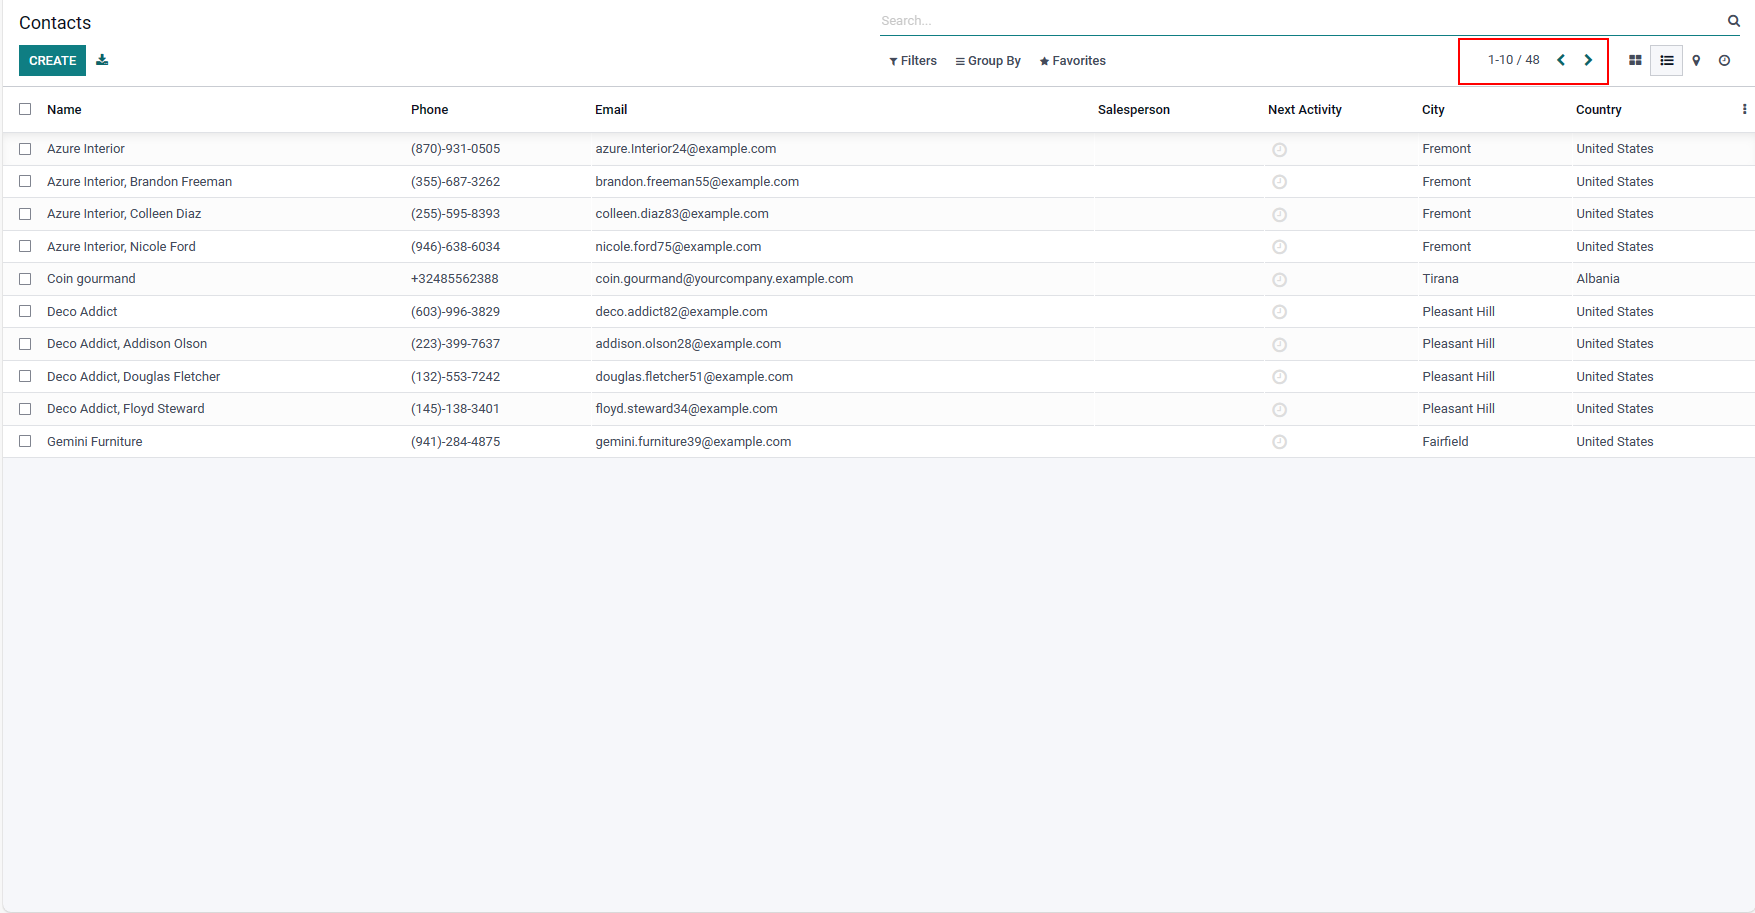 Contacts
Search...
CREATE
Filters Group By Favorites 1-10 / 48
Name Phone Email Salesperson Next Activity City Country
Azure Interior (870)-931-0505 azure.Interior24@example.com Fremont United States
Azure Interior, Brandon Freeman (355)-687-3262 brandon.freeman55@example.com Fremont United States
Azure Interior, Colleen Diaz (255)-595-8393 colleen.diaz83@example.com Fremont United States
Azure Interior, Nicole Ford (946)-638-6034 nicole.ford75@example.com Fremont United States
Coin gourmand +32485562388 coin.gourmand@yourcompany.example.com Tirana Albania
Deco Addict (603)-996-3829 deco.addict82@example.com Pleasant Hill United States
Deco Addict, Addison Olson (223)-399-7637 addison.olson28@example.com Pleasant Hill United States
Deco Addict, Douglas Fletcher (132)-553-7242 douglas.fletcher51@example.com Pleasant Hill United States
Deco Addict, Floyd Steward (145)-138-3401 floyd.steward34@example.com Pleasant Hill United States
Gemini Furniture (941)-284-4875 gemini.furniture39@example.com Fairfield United States